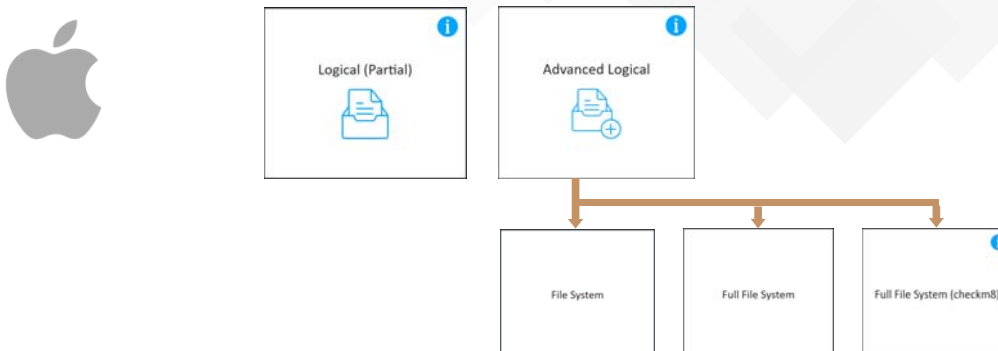 Logical (Partial)
Advanced Logical
File System
Full File System
Full File System (checkm8)